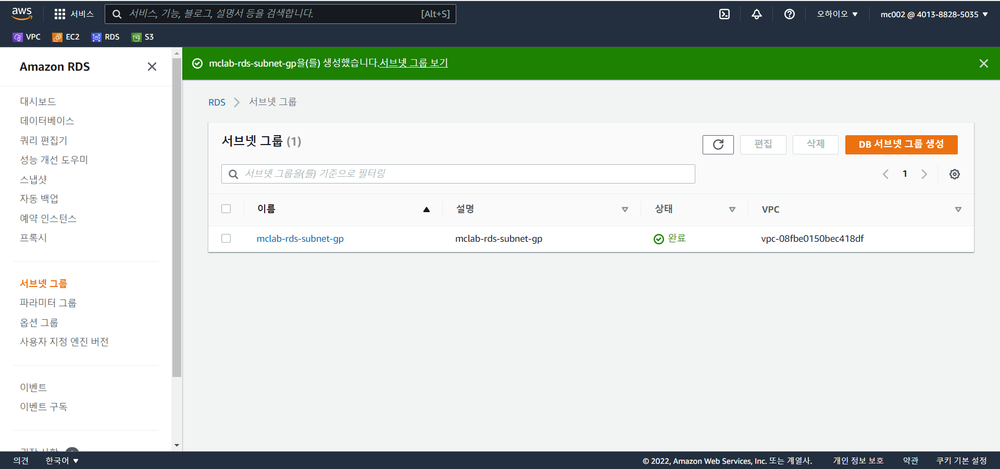 aws 서비스 서비스, 기능, 블로그, 설명서 등을 검색합니다. [Alt+S] 오하이오 ▼ mc002 @ 4013-8828-5035 ▼
VPC EC2 RDS S3
Amazon RDS
대시보드
데이터베이스
쿼리 편집기
성능 개선 도우미
스냅샷
자동 백업
예약 인스턴스
프록시
서브넷 그룹
파라미터 그룹
옵션 그룹
사용자 지정 엔진 버전
이벤트
이벤트 구독
mclab-rds-subnet-gp을(를) 생성했습니다.서브넷 그룹 보기
RDS 서브넷 그룹
서브넷 그룹 (1)
편집 삭제 DB 서브넷 그룹 생성
서브넷 그룹을(를) 기준으로 필터링
1
이름 설명 상태 VPC
mclab-rds-subnet-gp mclab-rds-subnet-gp 완료 vpc-08fbe0150bec418df
의견 한국어 ▼ © 2022, Amazon Web Services, Inc. 또는 계열사. 개인 정보 보호 약관 쿠키 기본 설정